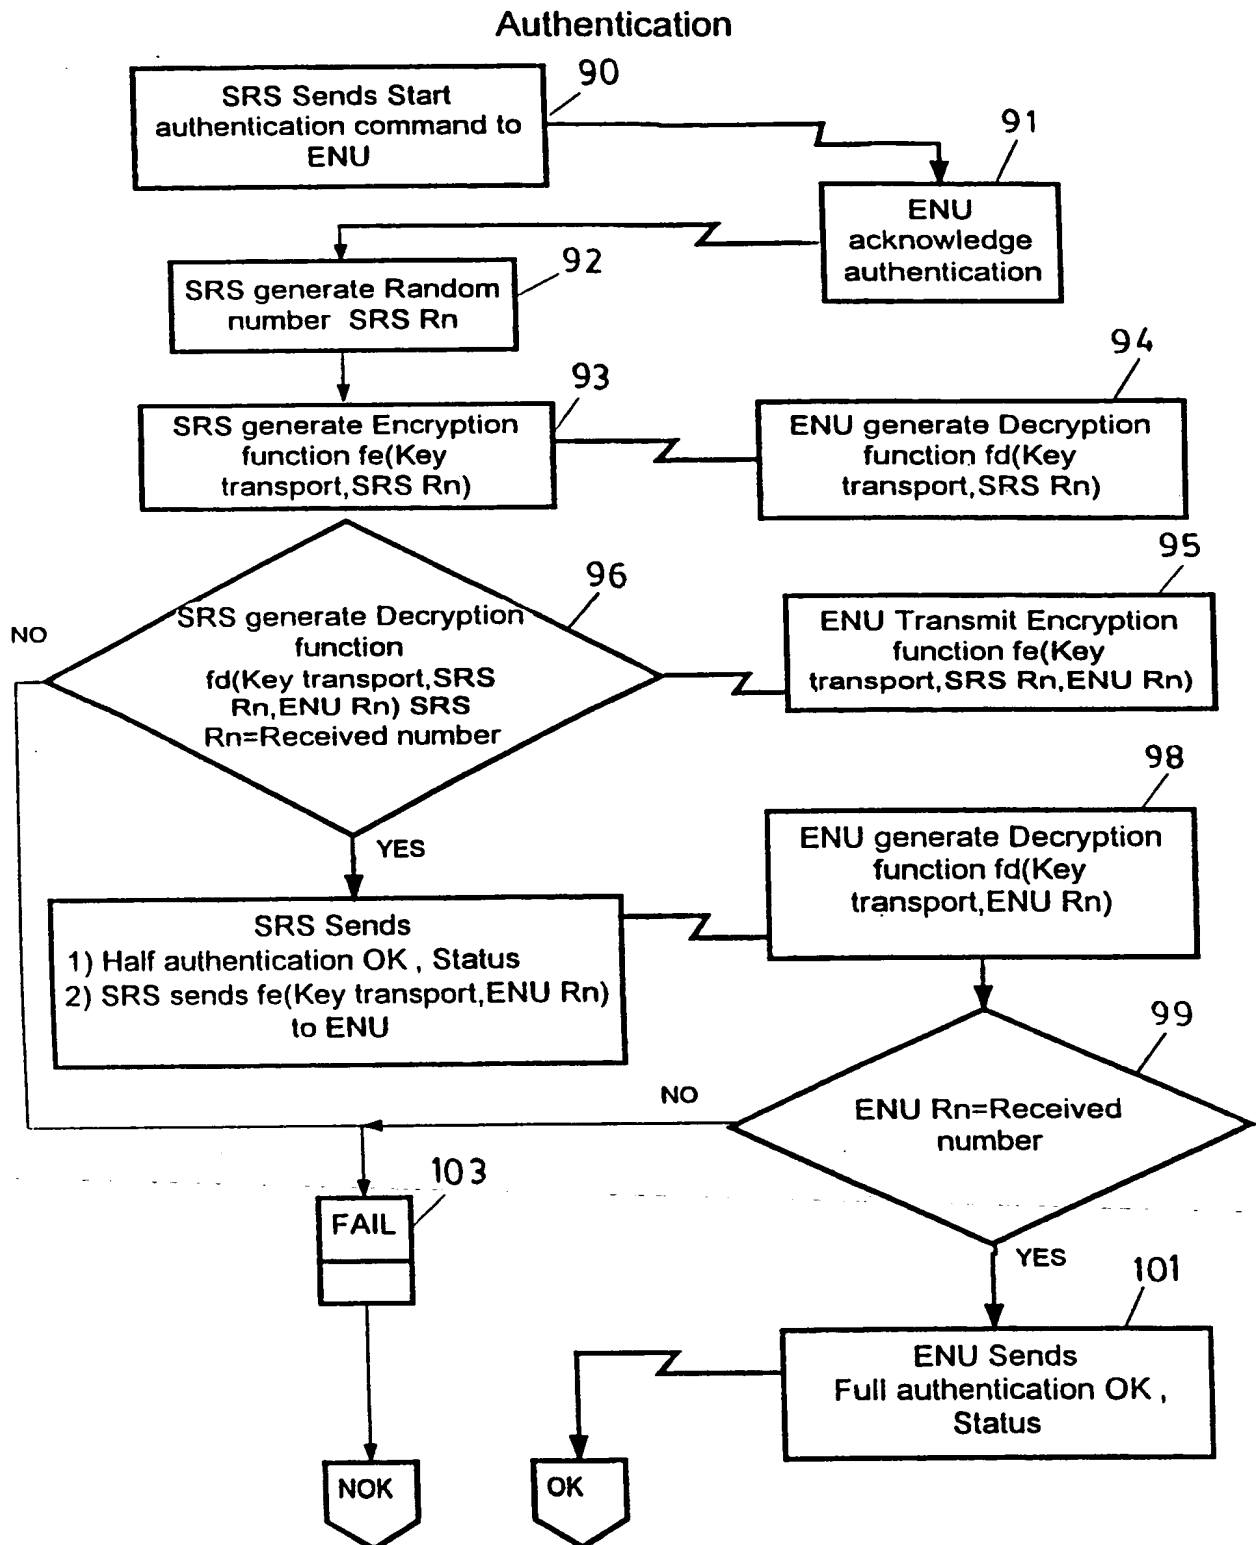 Authentication
90
SRS Sends Start
authentication command to
ENU
91
ENU
acknowledge
authentication
92
SRS generate Random
number SRS Rn
93
SRS generate Encryption
function fe(Key
transport,SRS Rn)
94
ENU generate Decryption
function fd(Key
transport,SRS Rn)
95
ENU Transmit Encryption
function fe(Key
transport,SRS Rn,ENU Rn)
96
SRS generate Decryption
function
fd(Key transport,SRS
Rn,ENU Rn) SRS
Rn=Received number
NO
YES
SRS Sends
1) Half authentication OK , Status
2) SRS sends fe(Key transport,ENU Rn)
to ENU
98
ENU generate Decryption
function fd(Key
transport,ENU Rn)
99
ENU Rn=Received
number
NO
YES
103
FAIL
101
ENU Sends
Full authentication OK ,
Status
NOK
OK